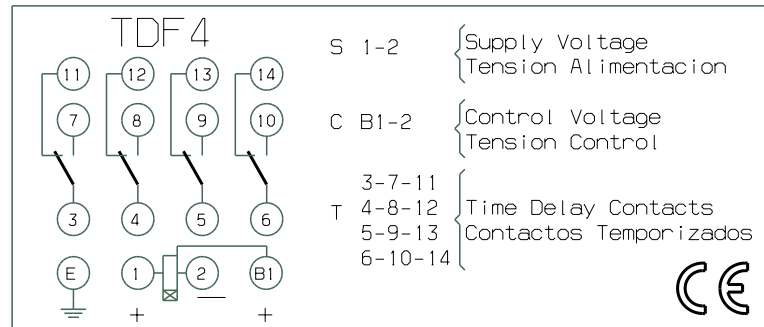 TDF4
11 12 13 14
7 8 9 10
3 4 5 6
E 1 2 B1
+ — +
S 1-2 Supply Voltage
Tension Alimentacion
C B1-2 Control Voltage
Tension Control
T 3-7-11
4-8-12
5-9-13
6-10-14
Time Delay Contacts
Contactos Temporizados
CE